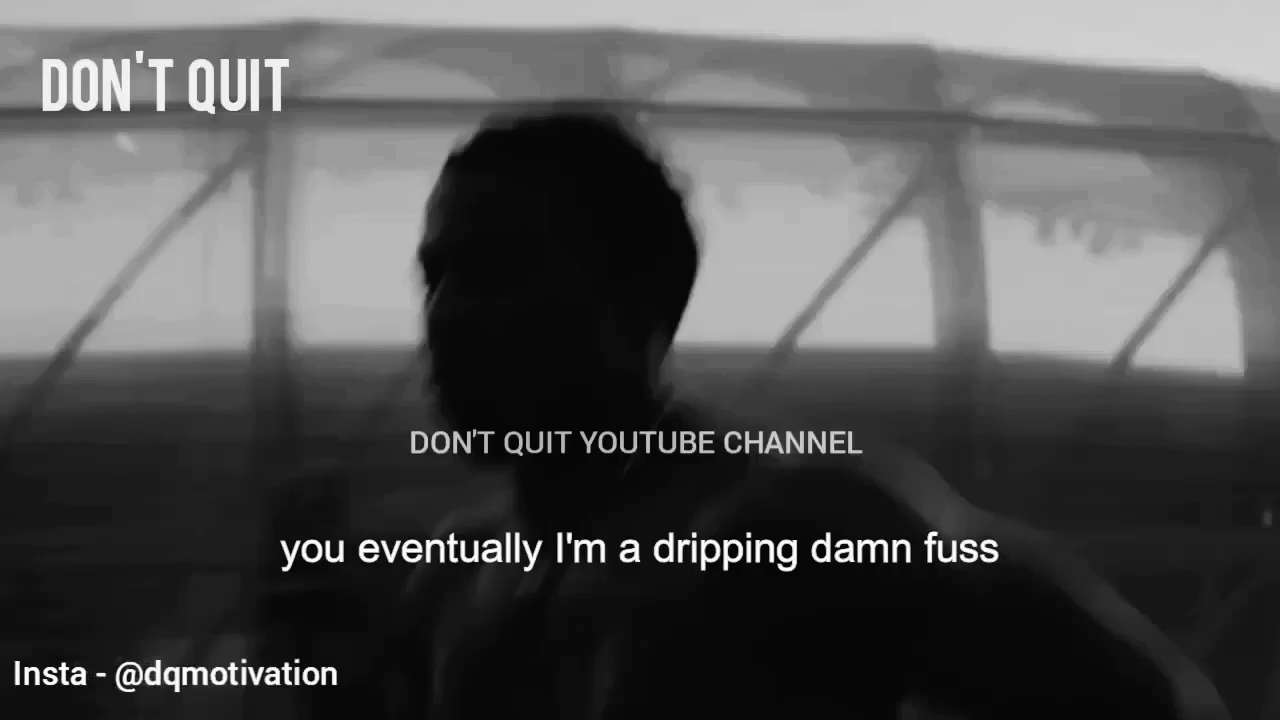 DON'T QUIT
DON'T QUIT YOUTUBE CHANNEL
you eventually I'm a dripping damn fuss
Insta - @dqmotivation